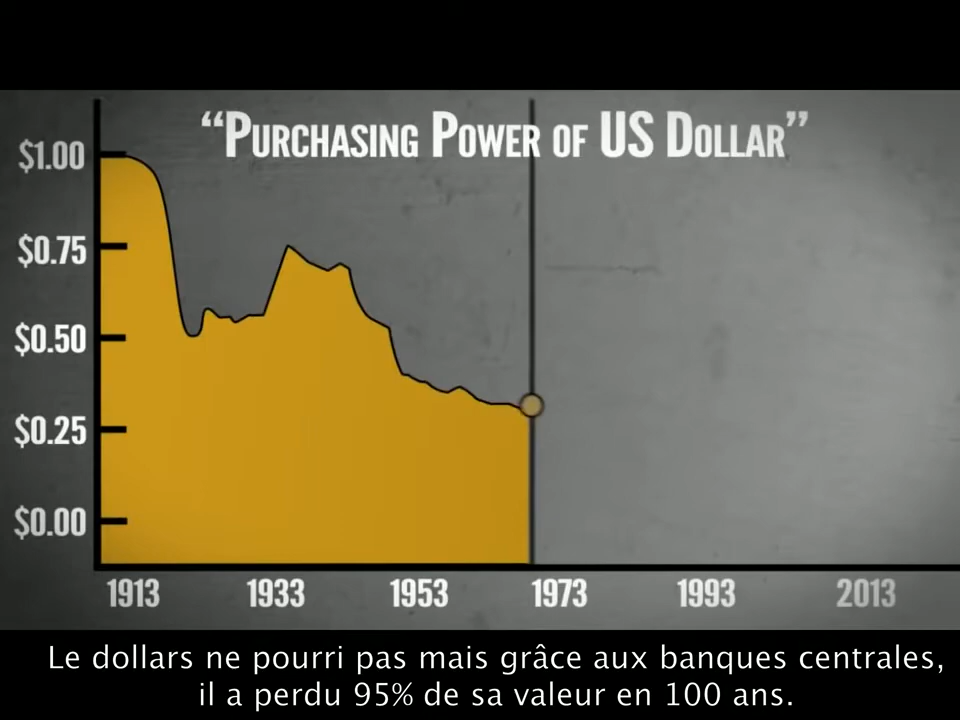 “Purchasing Power of US Dollar”
$1.00
$0.75
$0.50
$0.25
$0.00
1913 1933 1953 1973 1993 2013
Le dollars ne pourri pas mais grâce aux banques centrales,
il a perdu 95% de sa valeur en 100 ans.